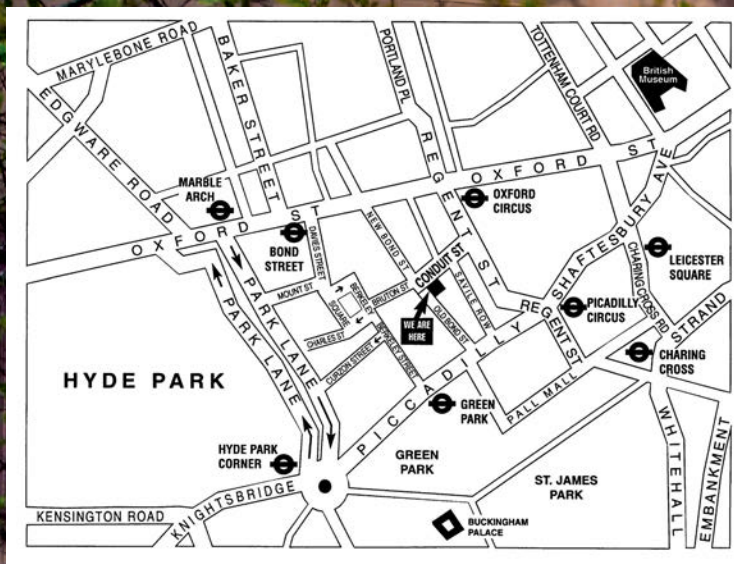 MARYLEBONE ROAD
EDGWARE ROAD
BAKER STREET
PORTLAND PL
REGENT ST
TOTTENHAM COURT RD
British
Museum
OXFORD ST
MARBLE
ARCH
OXFORD
CIRCUS
SHAFTESBURY AVE
OXFORD ST
BOND
STREET
DAVIES STREET
NEW BOND ST
CONDUIT ST
LEICESTER
SQUARE
CHARING CROSS RD
MOUNT ST
BERKELEY
SQUARE
BRUTON ST
SAVILE ROW
PARK LANE
PARK LANE
WE ARE
HERE
OLD BOND ST
REGENT ST
PICADILLY
CIRCUS
STRAND
CHARLES ST
CURZON STREET
BERKELEY STREET
CHARING
CROSS
HYDE PARK
PICCADILLY
PALL MALL
GREEN
PARK
HYDE PARK
CORNER
GREEN
PARK
ST. JAMES
PARK
WHITEHALL
EMBANKMENT
KNIGHTSBRIDGE
KENSINGTON ROAD
BUCKINGHAM
PALACE